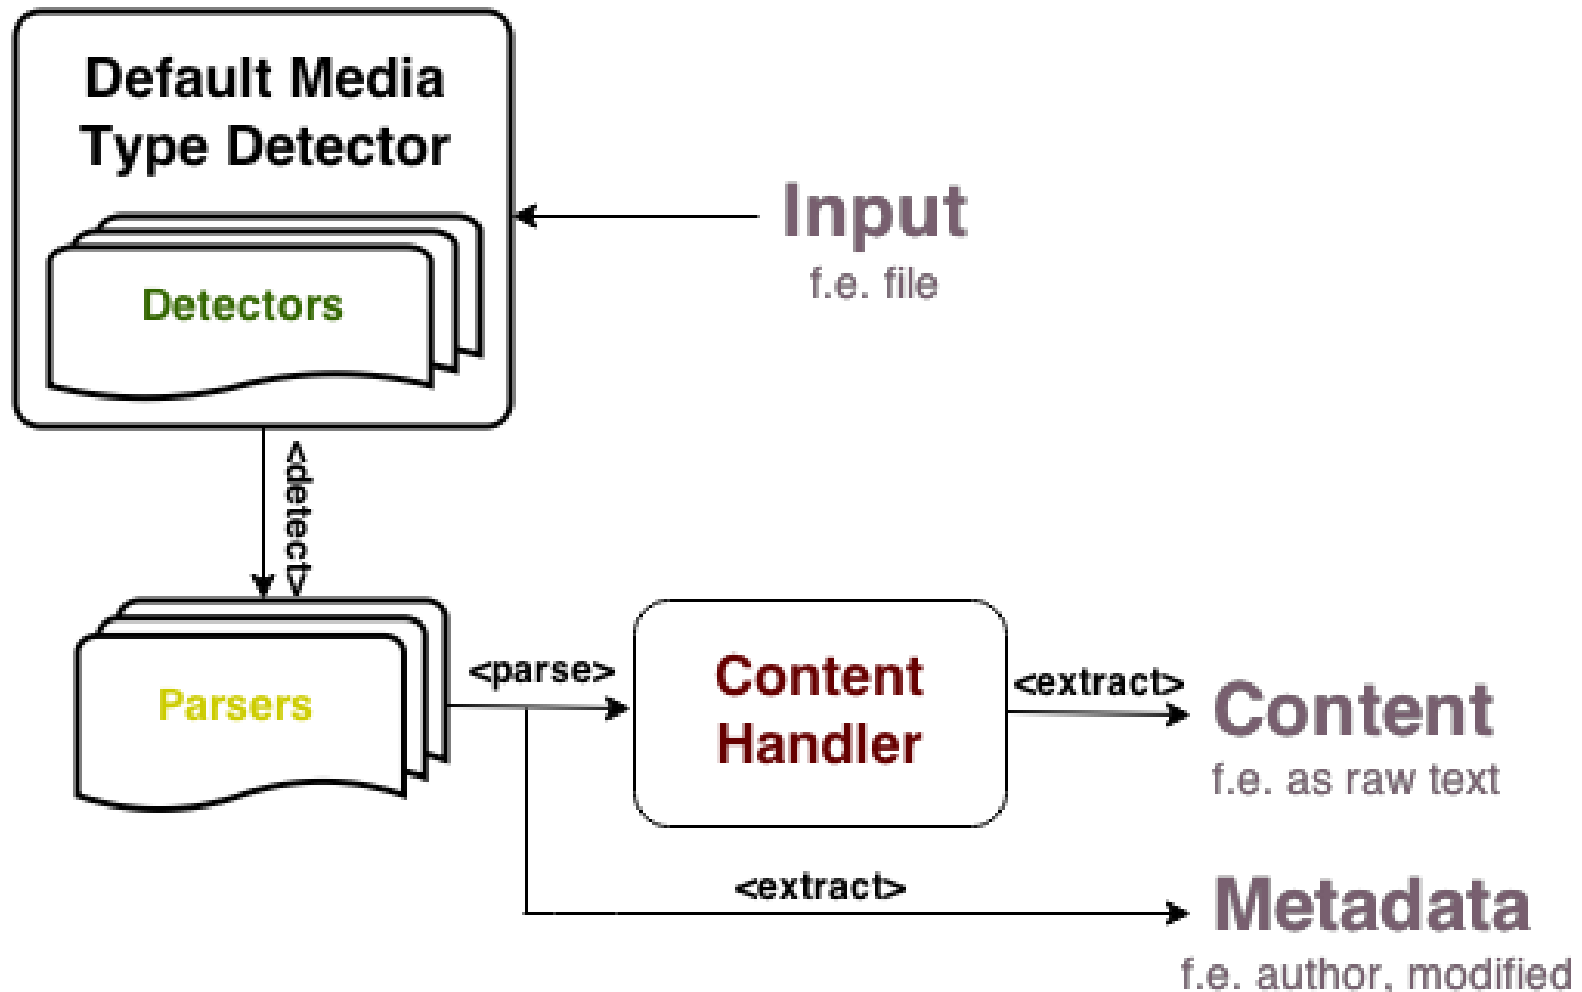 Default Media
Type Detector
Input
f.e. file
Detectors
<detect>
Parsers
<parse>
Content
Handler
<extract>
Content
f.e. as raw text
<extract>
Metadata
f.e. author, modified